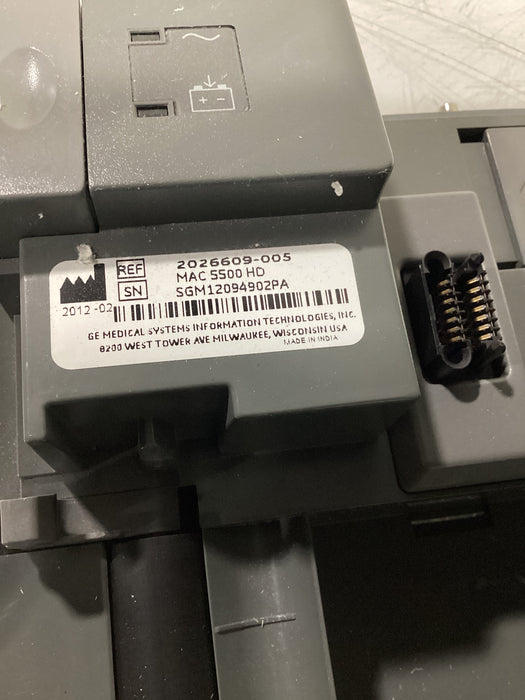 REF 2026609-005
MAC 5500 HD
SN SGM12094902PA
2012-02
GE MEDICAL SYSTEMS INFORMATION TECHNOLOGIES, INC.
8200 WEST TOWER AVE MILWAUKEE, WISCONSIN USA
MADE IN INDIA